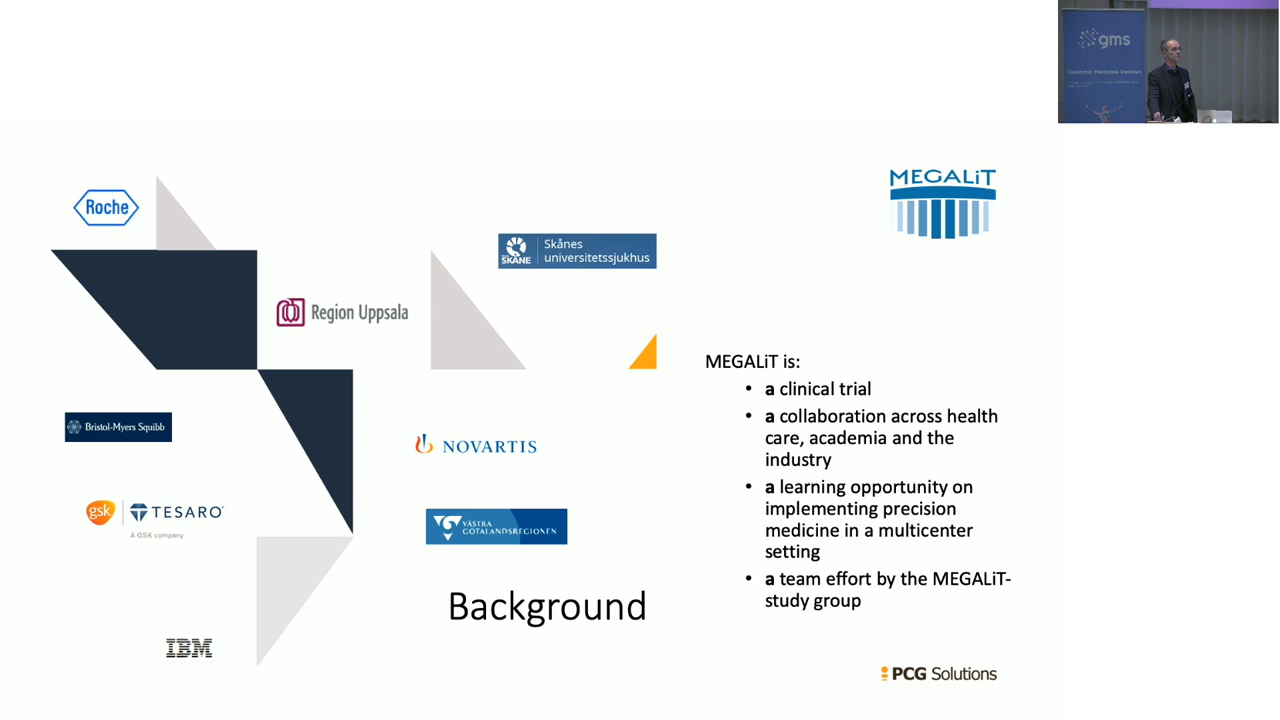 gms
Genomic Medicine Sweden
MEGALiT
Roche
Skånes
universitetssjukhus
SKÅNE
Region Uppsala
MEGALiT is:
• a clinical trial
• a collaboration across health
care, academia and the
industry
• a learning opportunity on
implementing precision
medicine in a multicenter
setting
• a team effort by the MEGALiT-
study group
Bristol-Myers Squibb
NOVARTIS
gsk
TESARO
A GSK company
VÄSTRA
GÖTALANDSREGIONEN
Background
IBM
PCG Solutions